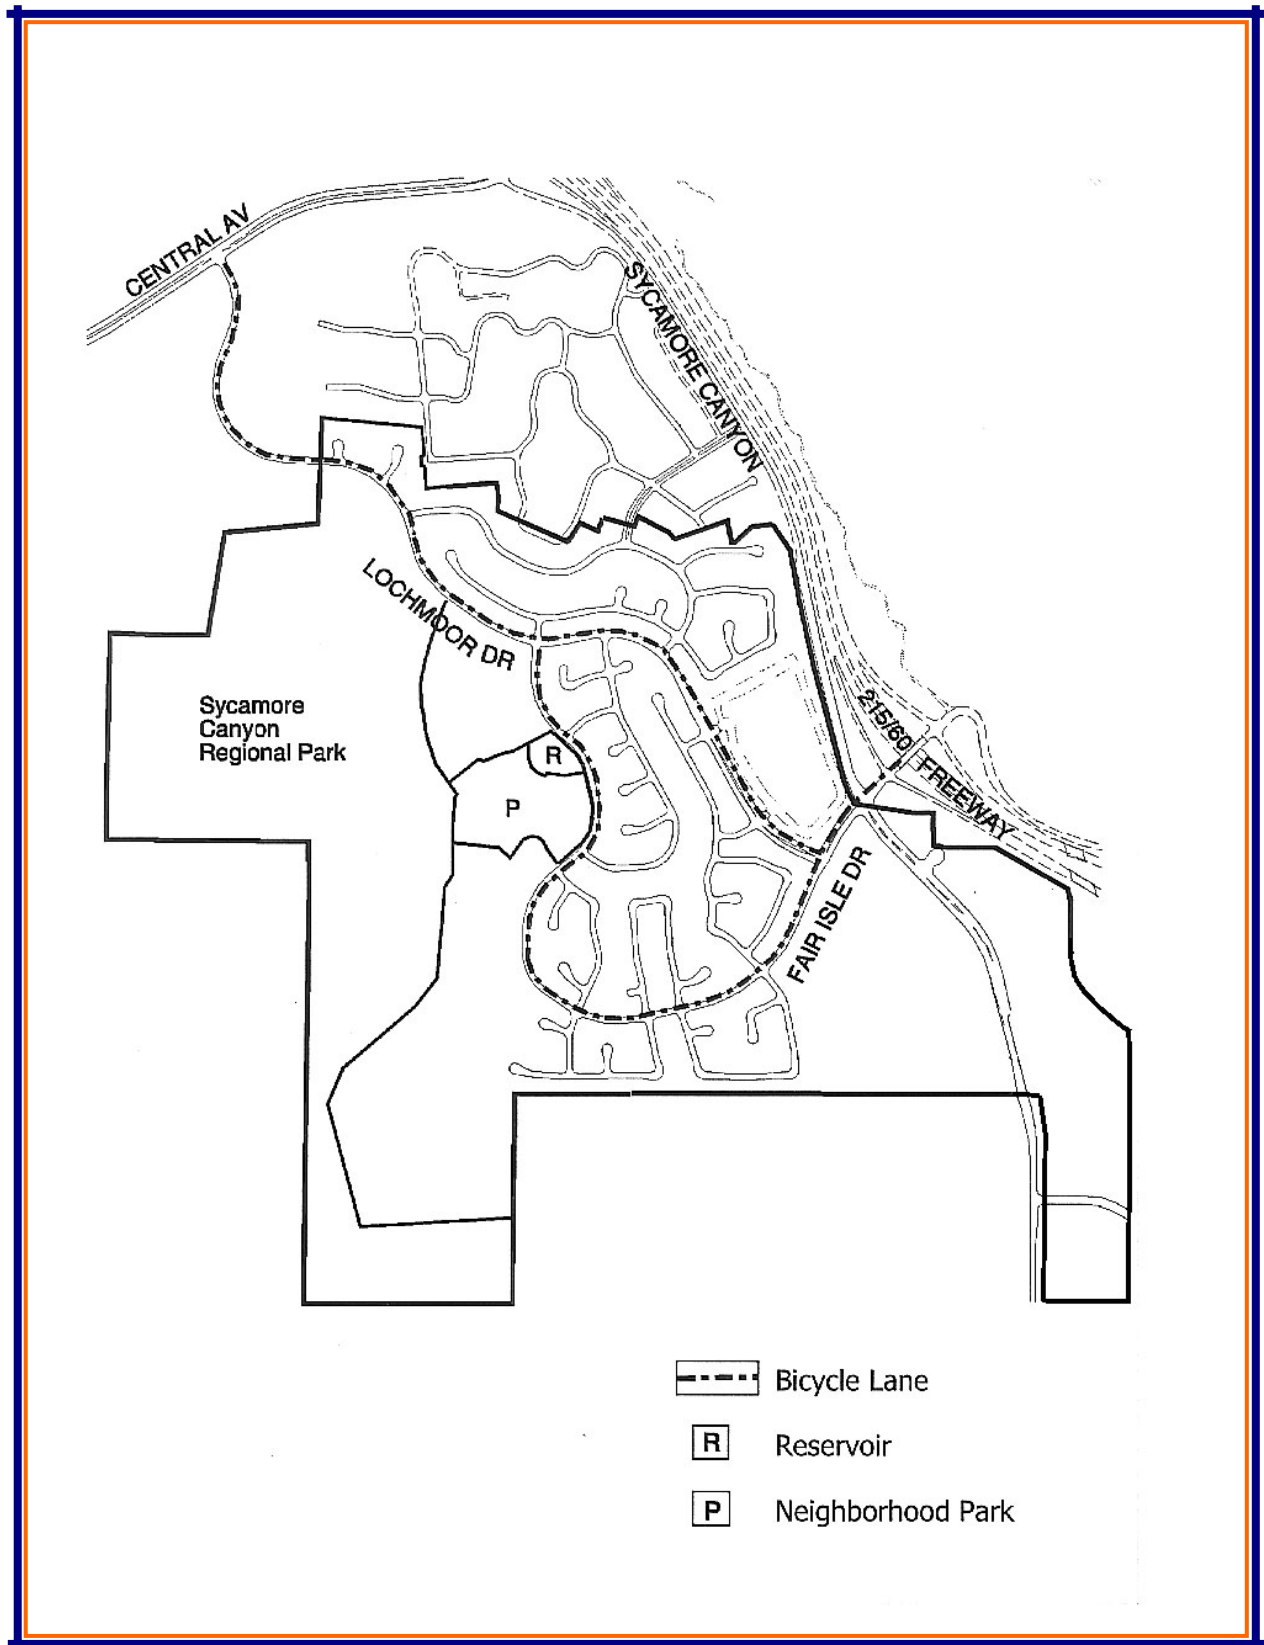 CENTRAL AV
SYCAMORE CANYON
LOCHMOOR DR
Sycamore
Canyon
Regional Park
R
P
215/60 FREEWAY
FAIR ISLE DR
Bicycle Lane
R Reservoir
P Neighborhood Park